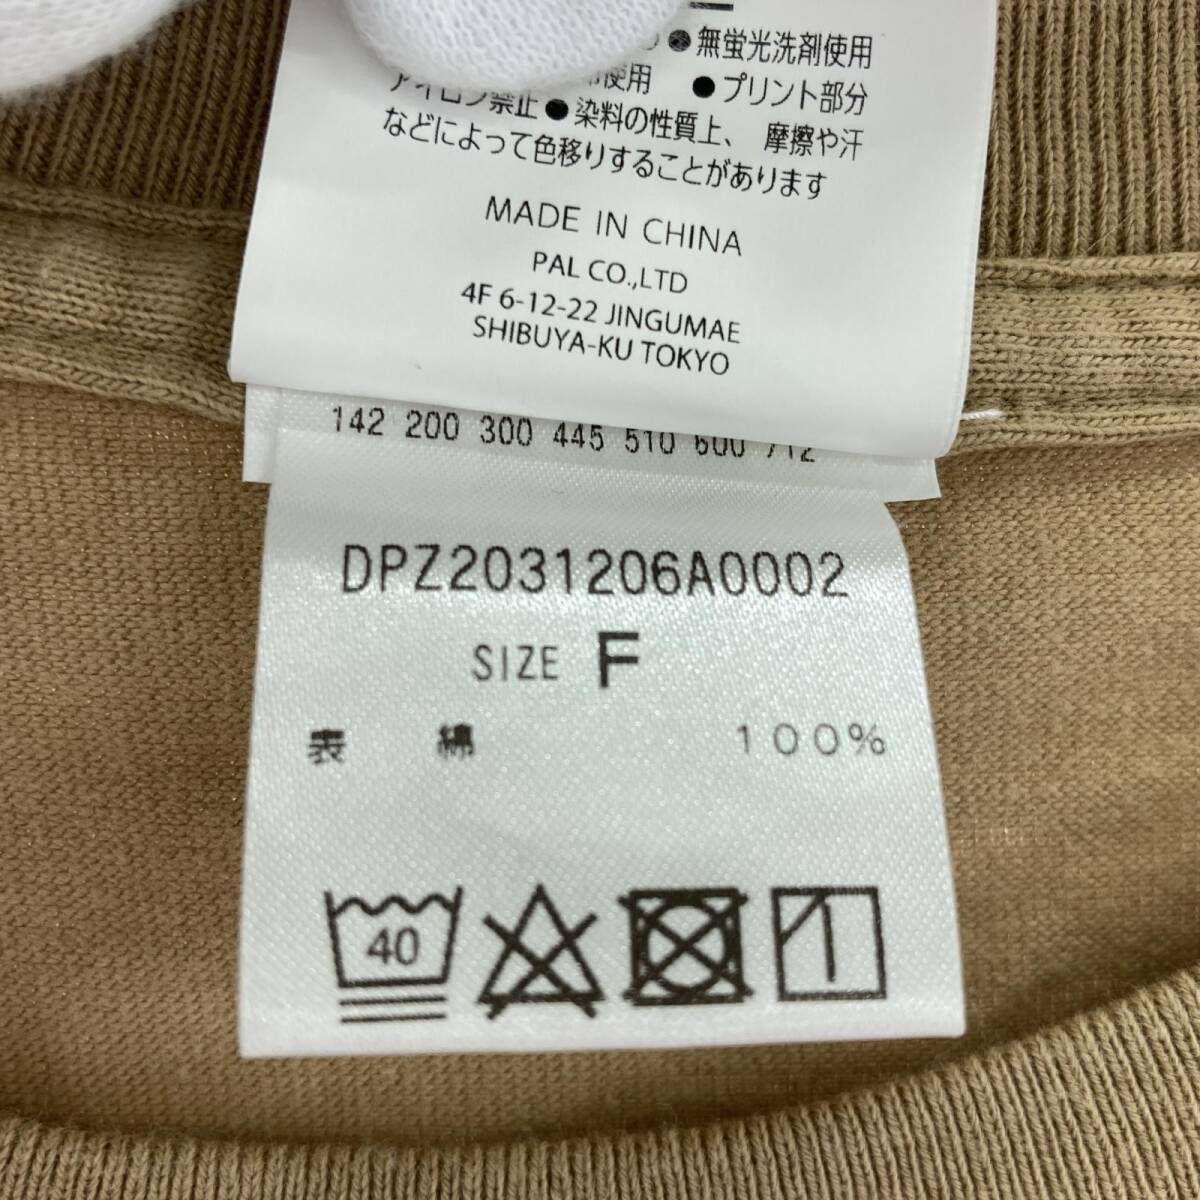 ● 無蛍光洗剤使用
使用 ● プリント部分
アイロン禁止 ● 染料の性質上、 摩擦や汗
などによって色移りすることがあります
MADE IN CHINA
PAL CO.,LTD
4F 6-12-22 JINGUMAE
SHIBUYA-KU TOKYO
142 200 300 445 510 600 712
DPZ2031206A0002
SIZE F
表 綿 100%
40